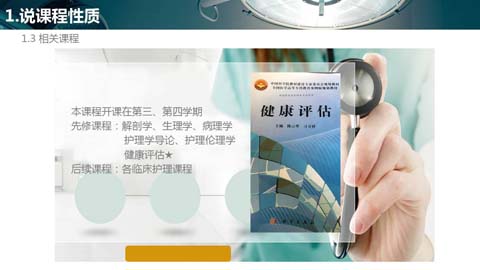 1.说课程性质
1.3 相关课程
本课程开课在第三、第四学期
先修课程：解剖学、生理学、病理学
护理学导论、护理伦理学
健康评估★
后续课程：各临床护理课程
健康评估